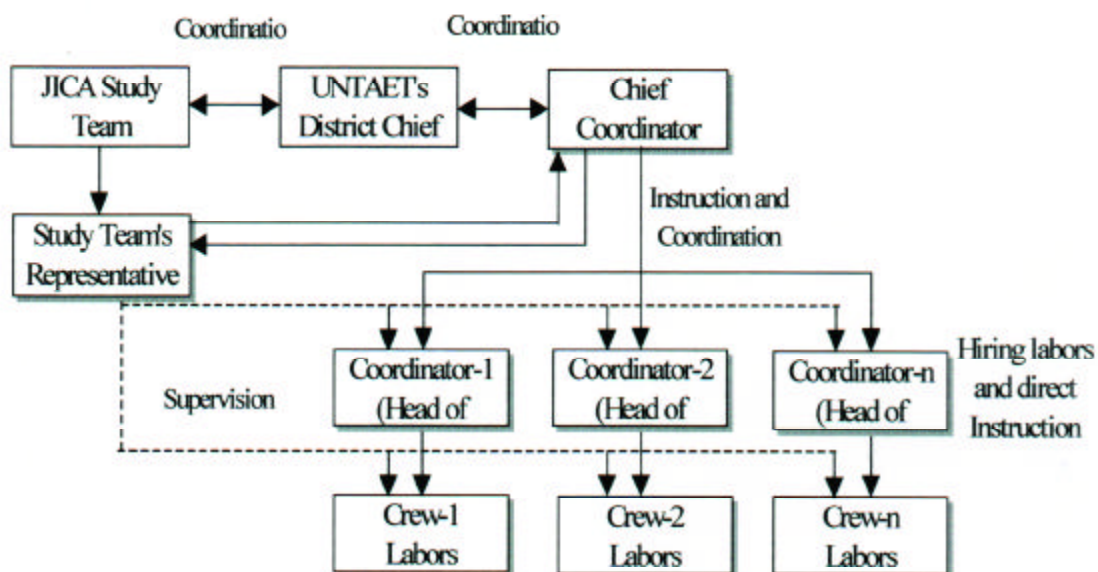 Coordinatio
Coordinatio
JICA Study
Team
UNTAET's
District Chief
Chief
Coordinator
Instruction and
Coordination
Study Team's
Representative
Supervision
Coordinator-1
(Head of
Coordinator-2
(Head of
Coordinator-n
(Head of
Hiring labors
and direct
Instruction
Crew-1
Labors
Crew-2
Labors
Crew-n
Labors